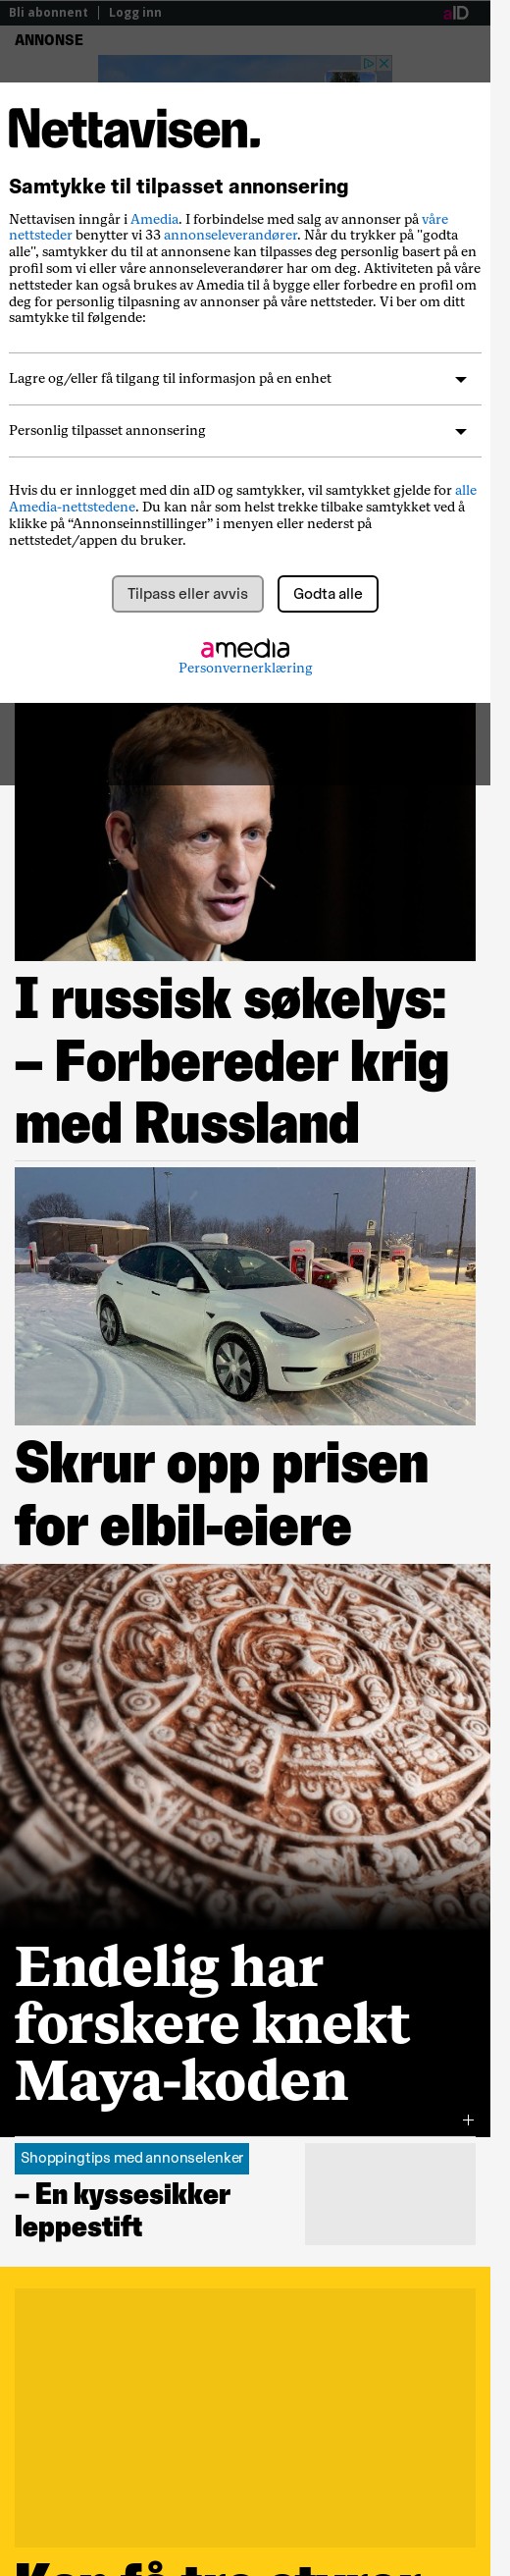 Bli abonnent | Logg inn
aID
ANNONSE
Nettavisen.
Samtykke til tilpasset annonsering
Nettavisen inngår i Amedia. I forbindelse med salg av annonser på våre
nettsteder benytter vi 33 annonseleverandører. Når du trykker på "godta
alle", samtykker du til at annonsene kan tilpasses deg personlig basert på en
profil som vi eller våre annonseleverandører har om deg. Aktiviteten på våre
nettsteder kan også brukes av Amedia til å bygge eller forbedre en profil om
deg for personlig tilpasning av annonser på våre nettsteder. Vi ber om ditt
samtykke til følgende:
Lagre og/eller få tilgang til informasjon på en enhet
Personlig tilpasset annonsering
Hvis du er innlogget med din aID og samtykker, vil samtykket gjelde for alle
Amedia-nettstedene. Du kan når som helst trekke tilbake samtykket ved å
klikke på “Annonseinnstillinger” i menyen eller nederst på
nettstedet/appen du bruker.
Tilpass eller avvis
Godta alle
amedia
Personvernerklæring
I russisk søkelys:
– Forbereder krig
med Russland
Skrur opp prisen
for elbil-eiere
Endelig har
forskere knekt
Maya-koden
+
Shoppingtips med annonselenker
– En kyssesikker
leppestift